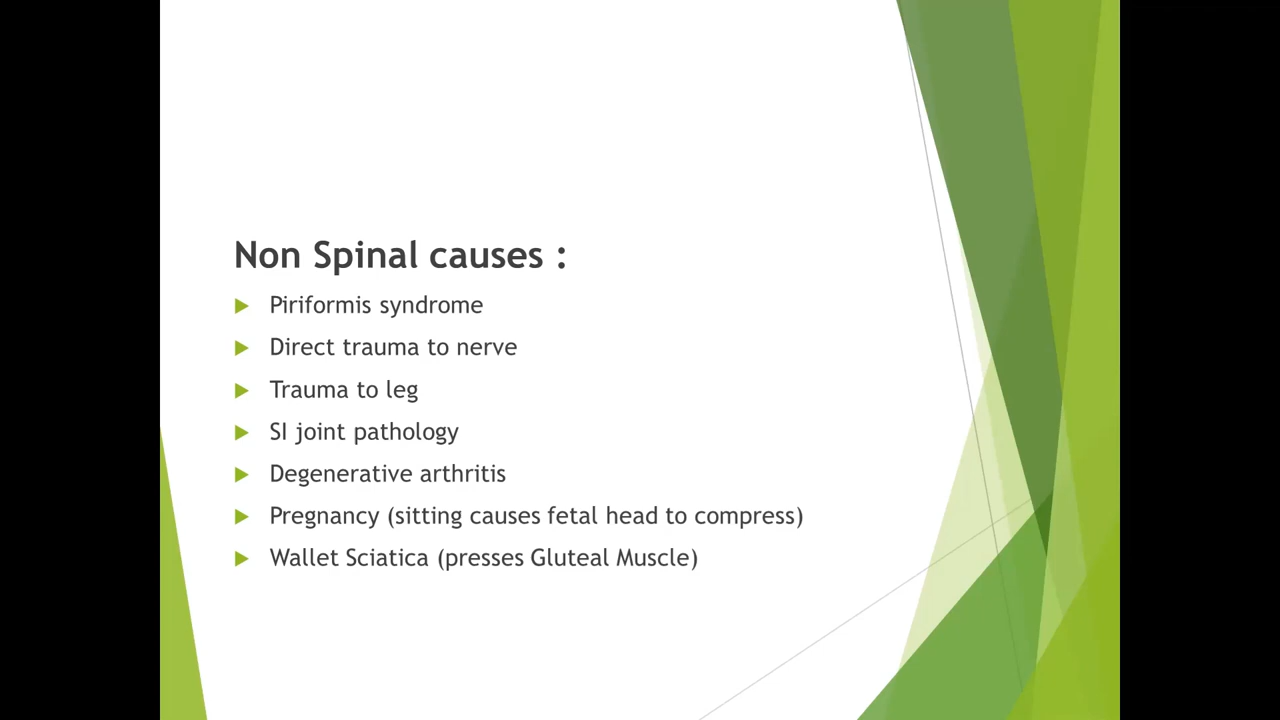 Non Spinal causes :
Piriformis syndrome
Direct trauma to nerve
Trauma to leg
SI joint pathology
Degenerative arthritis
Pregnancy (sitting causes fetal head to compress)
Wallet Sciatica (presses Gluteal Muscle)